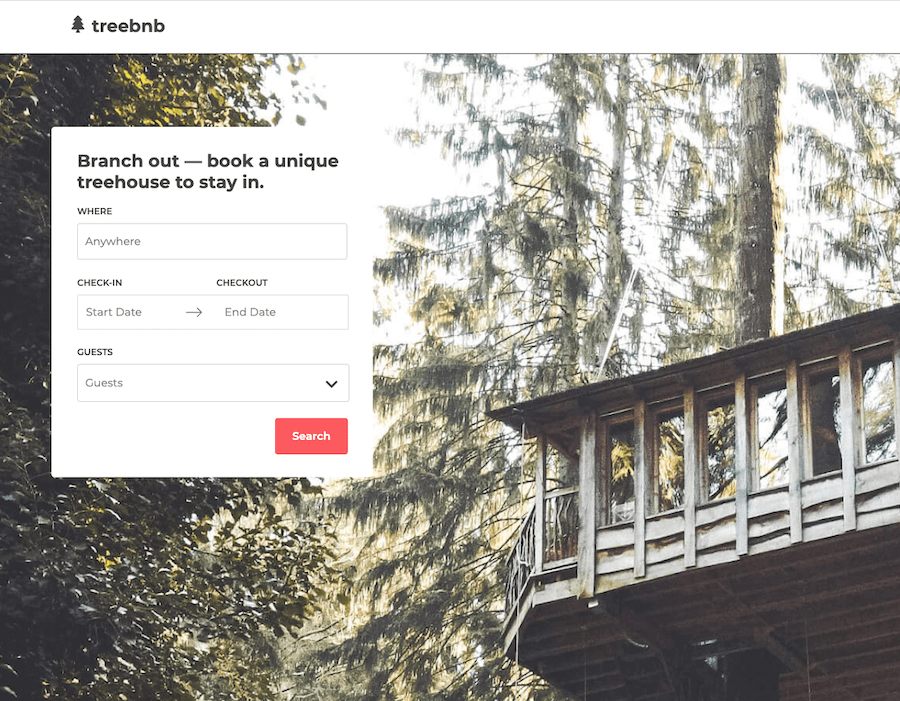 treebnb
Branch out — book a unique
treehouse to stay in.
WHERE
Anywhere
CHECK-IN CHECKOUT
Start Date → End Date
GUESTS
Guests
Search